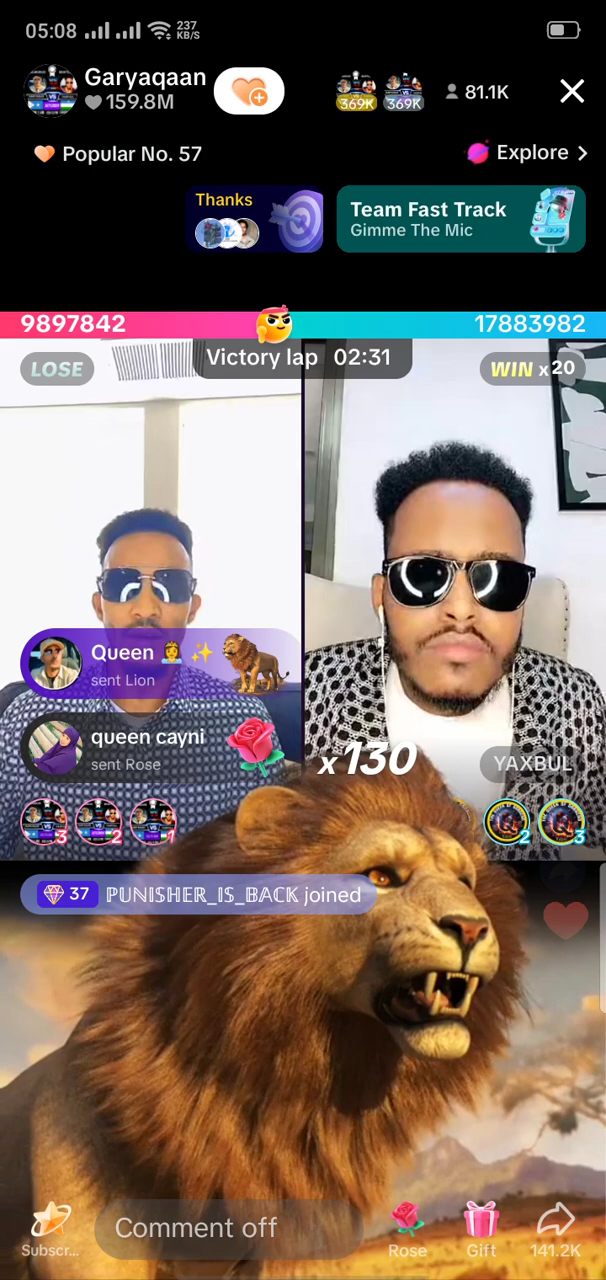 05:08
237
KB/S
Garyaqaan
159.8M
369K
369K
81.1K
Popular No. 57
Explore
Thanks
Team Fast Track
Gimme The Mic
9897842
17883982
Victory lap 02:31
LOSE
WIN x20
Queen
sent Lion
queen cayni
sent Rose
x130
YAXBUL
3
2
1
2
3
37
ℙ𝕌ℕ𝕀𝕊ℍ𝔼ℝ_𝕀𝕊_𝔹𝔸ℂ𝕂 joined
Comment off
Subscr...
Rose
Gift
141.2K